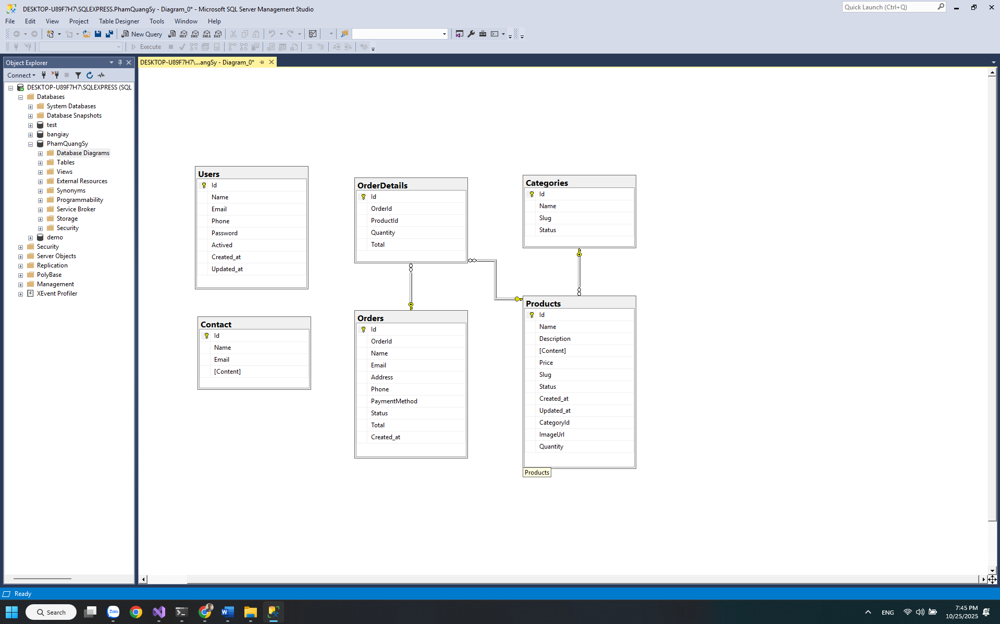 DESKTOP-U89F7H7\SQLEXPRESS.PhamQuangSy - Diagram_0* - Microsoft SQL Server Management Studio
Quick Launch (Ctrl+Q)
File Edit View Project Table Designer Tools Window Help
New Query MDX DMX XMLA DAX
Execute
Object Explorer
DESKTOP-U89F7H7\...angSy - Diagram_0*
Connect
DESKTOP-U89F7H7\SQLEXPRESS (SQL
Databases
System Databases
Database Snapshots
test
bangiay
PhamQuangSy
Database Diagrams
Tables
Views
External Resources
Synonyms
Programmability
Service Broker
Storage
Security
demo
Security
Server Objects
Replication
PolyBase
Management
XEvent Profiler
Users
Id
Name
Email
Phone
Password
Actived
Created_at
Updated_at
Contact
Id
Name
Email
[Content]
OrderDetails
Id
OrderId
ProductId
Quantity
Total
Orders
Id
OrderId
Name
Email
Address
Phone
PaymentMethod
Status
Total
Created_at
Categories
Id
Name
Slug
Status
Products
Id
Name
Description
[Content]
Price
Slug
Status
Created_at
Updated_at
CategoryId
ImageUrl
Quantity
Products
Ready
Search
Zalo
W
ENG
7:45 PM
10/25/2025